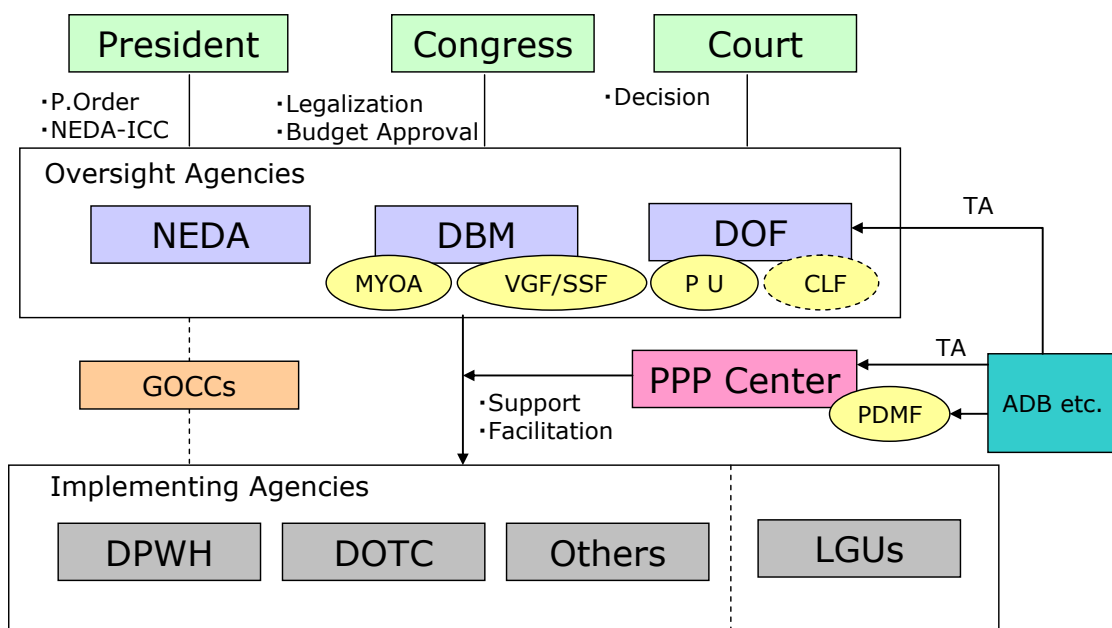 President
Congress
Court
・P.Order
・NEDA-ICC
・Legalization
・Budget Approval
・Decision
Oversight Agencies
NEDA
DBM
DOF
MYOA
VGF/SSF
P U
CLF
TA
GOCCs
PPP Center
TA
ADB etc.
PDMF
・Support
・Facilitation
Implementing Agencies
DPWH
DOTC
Others
LGUs